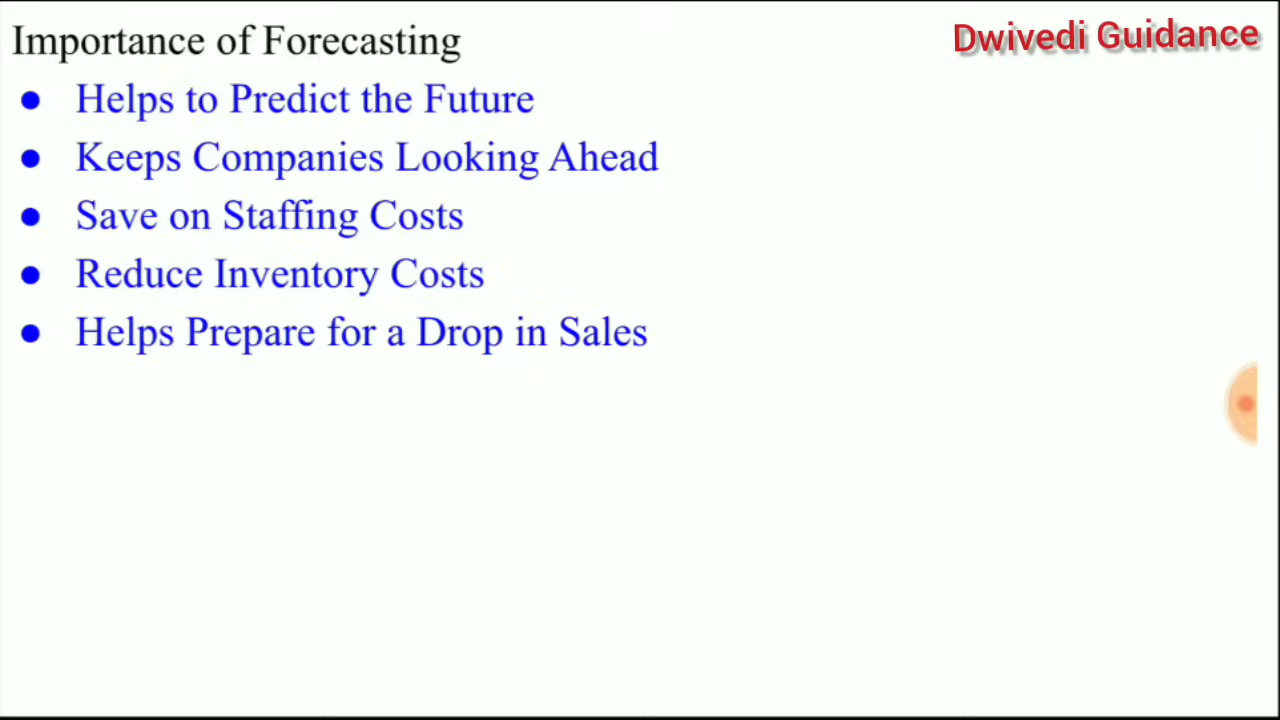 Importance of Forecasting
Dwivedi Guidance
● Helps to Predict the Future
● Keeps Companies Looking Ahead
● Save on Staffing Costs
● Reduce Inventory Costs
● Helps Prepare for a Drop in Sales